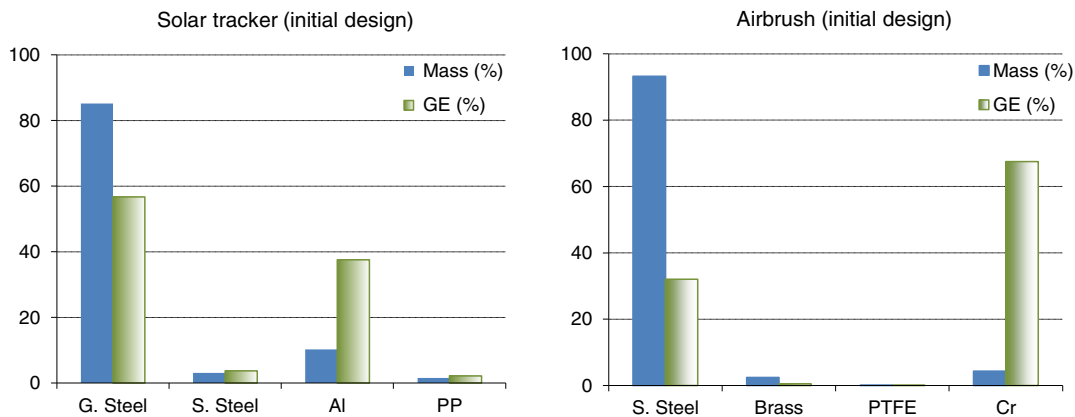 Solar tracker (initial design)
100
80
60
40
20
0
Mass (%)
GE (%)
G. Steel S. Steel Al PP
Airbrush (initial design)
100
80
60
40
20
0
Mass (%)
GE (%)
S. Steel Brass PTFE Cr